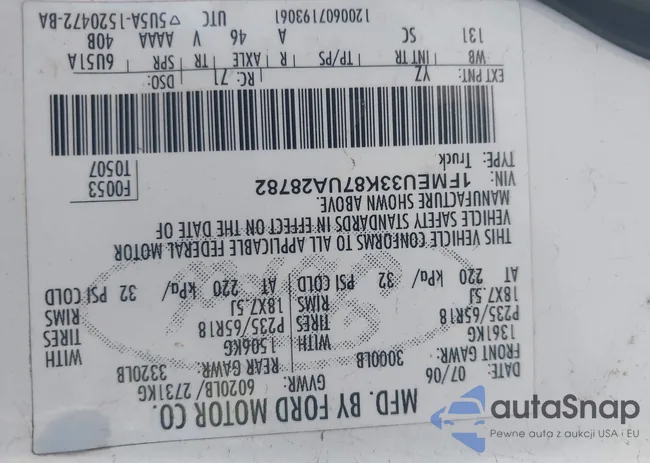 MFD. BY FORD MOTOR CO.
DATE: 07/06 GVWR: 6020LB/ 2731KG
FRONT GAWR: 3000LB REAR GAWR: 3320LB
1361KG WITH 1506KG WITH
P235/65R18 TIRES P235/65R18 TIRES
18X7.5J RIMS 18X7.5J RIMS
AT 220 kPa/ 32 PSI COLD AT 220 kPa/ 32 PSI COLD
THIS VEHICLE CONFORMS TO ALL APPLICABLE FEDERAL MOTOR
VEHICLE SAFETY STANDARDS IN EFFECT ON THE DATE OF
MANUFACTURE SHOWN ABOVE.
VIN: 1FMEU33K87UA28782 F0053
TYPE: Truck T0507
EXT PNT: YZ RC: 71 DSO:
WB INT TR TP/PS R AXLE TR SPR 6U51A
131 SC A 46 V AAAA 40B
120607193061 UTC ▽5U5A-1520472-BA
autaSnap
Pewne auta z aukcji USA i EU